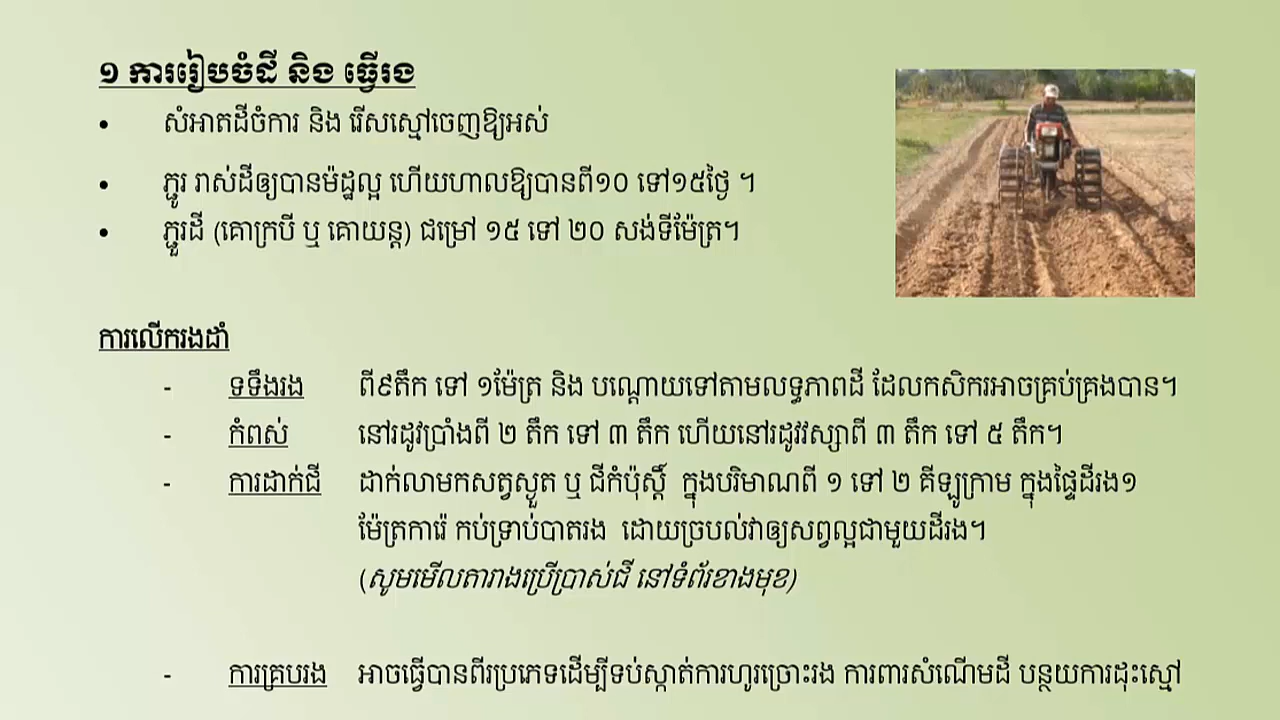 ១ ការរៀបចំដី និង ធ្វើរង
• សំអាតដីចំការ និង រើសស្មៅចេញឱ្យអស់
• ភ្ជូរ រាស់ដីឲ្យបានម៉ដ្ឋល្អ ហើយហាលឱ្យបានពី១០ ទៅ១៥ថ្ងៃ ។
• ភ្ជួរដី (គោក្របី ឬ គោយន្ត) ជម្រៅ ១៥ ទៅ ២០ សង់ទីម៉ែត្រ។
ការលើករងដាំ
- ទទឹងរង ពី៩តឹក ទៅ ១ម៉ែត្រ និង បណ្តោយទៅតាមលទ្ធភាពដី ដែលកសិករអាចគ្រប់គ្រងបាន។
- កំពស់ នៅរដូវប្រាំងពី ២ តឹក ទៅ ៣ តឹក ហើយនៅរដូវវស្សាពី ៣ តឹក ទៅ ៥ តឹក។
- ការដាក់ជី ដាក់លាមកសត្វស្ងួត ឬ ជីកំប៉ុស្តិ៍ ក្នុងបរិមាណពី ១ ទៅ ២ គីឡូក្រាម ក្នុងផ្ទៃដីរង១
ម៉ែត្រការ៉េ កប់ទ្រាប់បាតរង ដោយច្របល់វាឲ្យសព្វល្អជាមួយដីរង។
(សូមមើលតារាងប្រើប្រាស់ជី នៅទំព័រខាងមុខ)
- ការគ្របរង អាចធ្វើបានពីរប្រភេទដើម្បីទប់ស្កាត់ការហូរច្រោះរង ការពារសំណើមដី បន្ថយការដុះស្មៅ